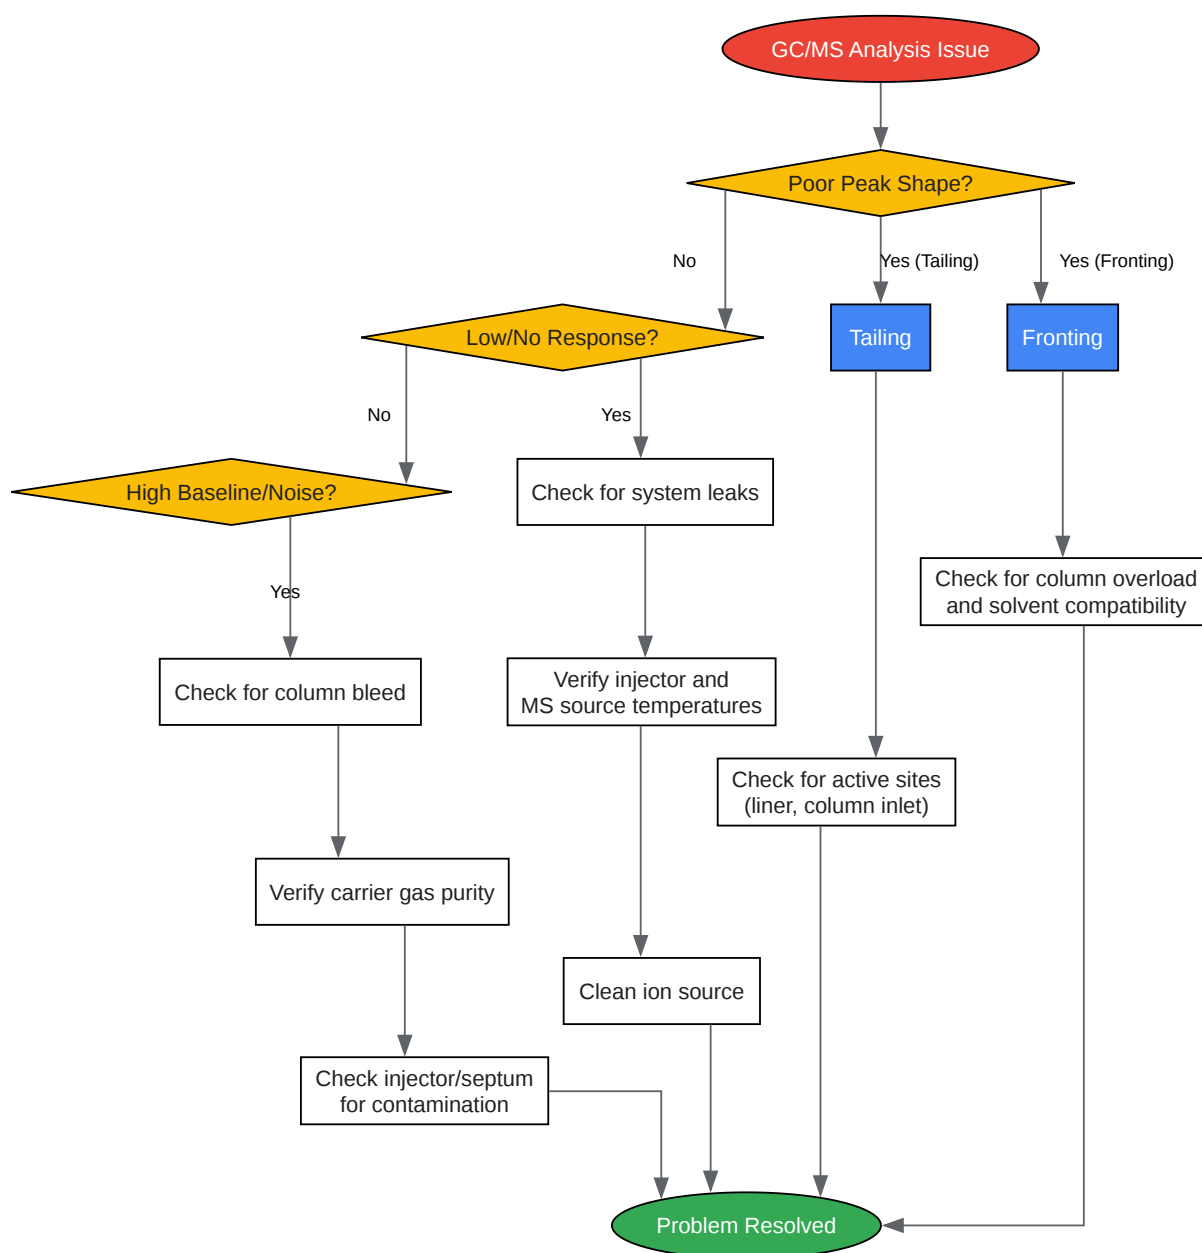 GC/MS Analysis Issue
Poor Peak Shape?
No
Yes (Tailing)
Yes (Fronting)
Low/No Response?
Tailing
Fronting
No
Yes
High Baseline/Noise?
Check for system leaks
Yes
Check for column overload
and solvent compatibility
Check for column bleed
Verify injector and
MS source temperatures
Check for active sites
(liner, column inlet)
Verify carrier gas purity
Clean ion source
Check injector/septum
for contamination
Problem Resolved